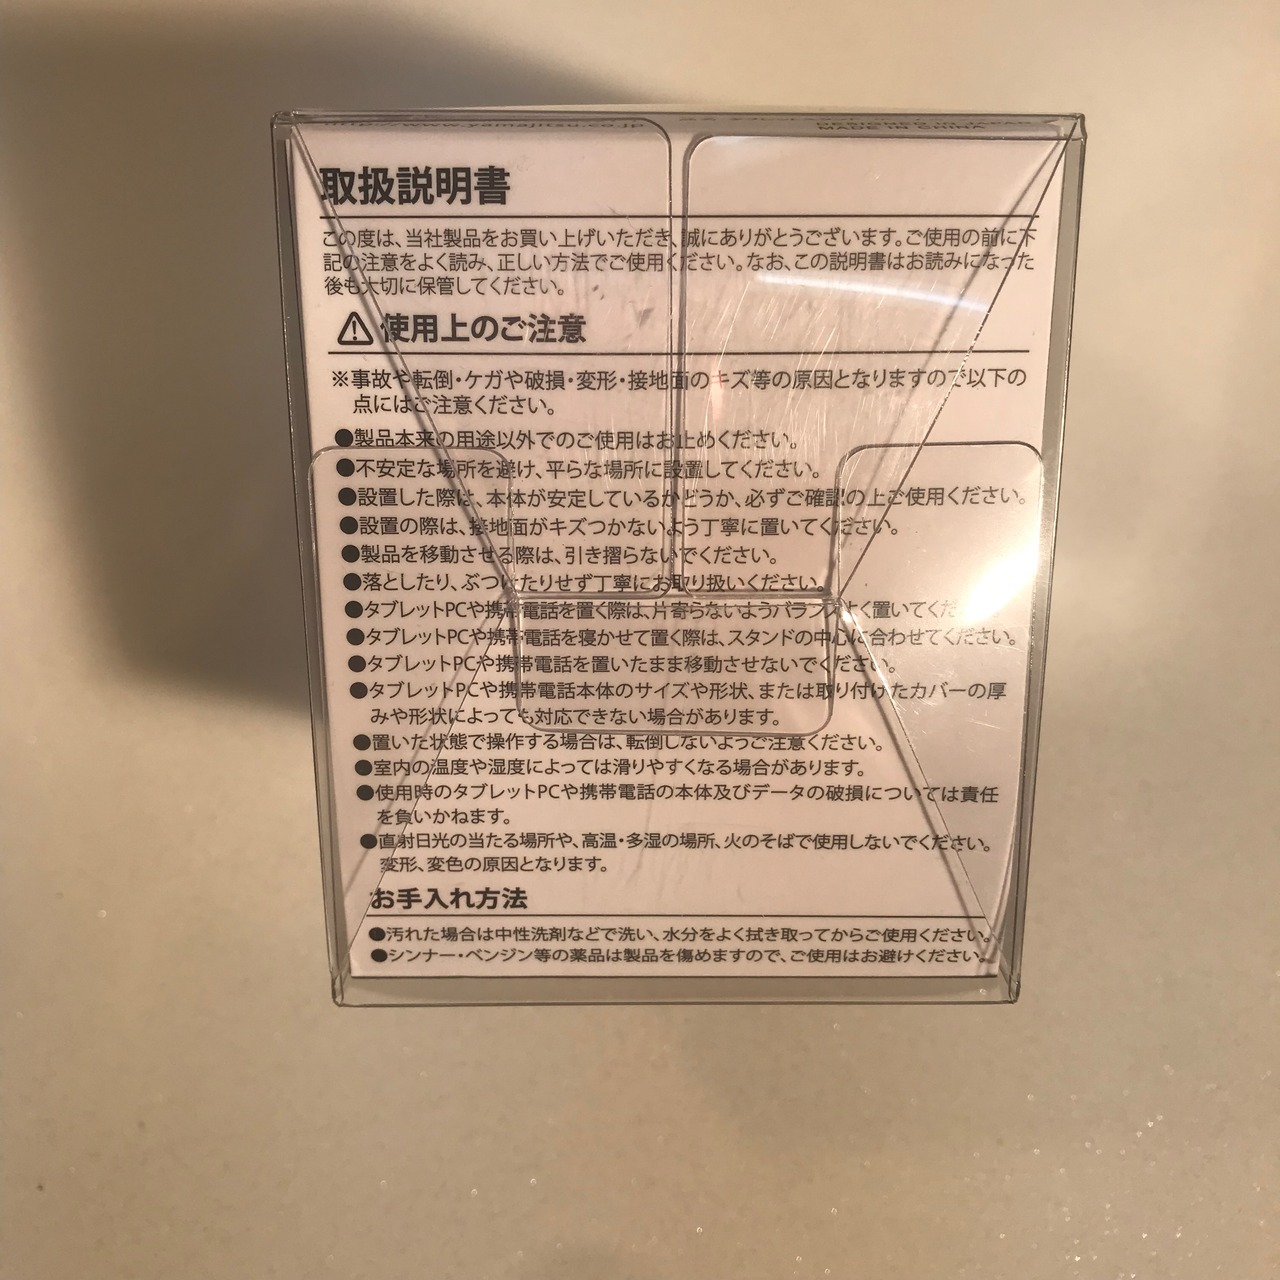 http://www.yamajitsu.co.jp
MADE IN CHINA
取扱説明書
この度は、当社製品をお買い上げいただき、誠にありがとうございます。ご使用の前に下
記の注意をよく読み、正しい方法でご使用ください。なお、この説明書はお読みになった
後も大切に保管してください。
使用上のご注意
※事故や転倒・ケガや破損・変形・接地面のキズ等の原因となりますので以下の
点にはご注意ください。
●製品本来の用途以外でのご使用はお止めください。
●不安定な場所を避け、平らな場所に設置してください。
●設置した際は、本体が安定しているかどうか、必ずご確認の上ご使用ください。
●設置の際は、接地面がキズつかないよう丁寧に置いてください。
●製品を移動させる際は、引き摺らないでください。
●落としたり、ぶつけたりせず丁寧にお取り扱いください。
●タブレットPCや携帯電話を置く際は、片寄らないようバランスよく置いてくだ
●タブレットPCや携帯電話を寝かせて置く際は、スタンドの中心に合わせてください。
●タブレットPCや携帯電話を置いたまま移動させないでください。
●タブレットPCや携帯電話本体のサイズや形状、または取り付けたカバーの厚
みや形状によっても対応できない場合があります。
●置いた状態で操作する場合は、転倒しないようご注意ください。
●室内の温度や湿度によっては滑りやすくなる場合があります。
●使用時のタブレットPCや携帯電話の本体及びデータの破損については責任
を負いかねます。
●直射日光の当たる場所や、高温・多湿の場所、火のそばで使用しないでください。
変形、変色の原因となります。
お手入れ方法
●汚れた場合は中性洗剤などで洗い、水分をよく拭き取ってからご使用ください。
●シンナー・ベンジン等の薬品は製品を傷めますので、ご使用はお避けください。